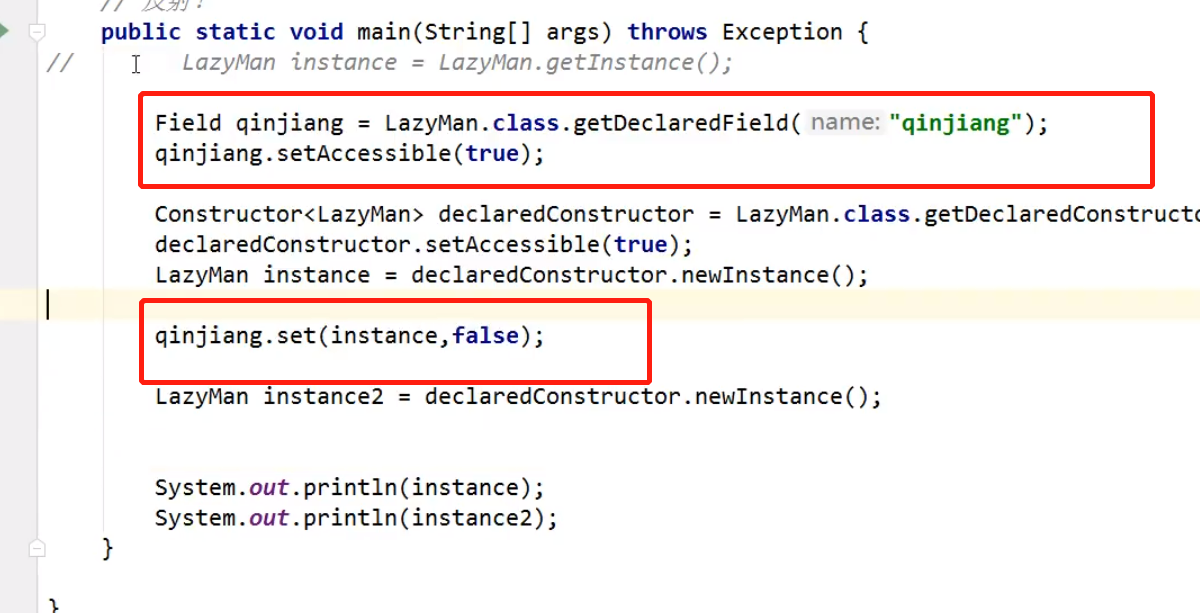 // 反射！
public static void main(String[] args) throws Exception {
// LazyMan instance = LazyMan.getInstance();
Field qinjiang = LazyMan.class.getDeclaredField( name: "qinjiang");
qinjiang.setAccessible(true);
Constructor<LazyMan> declaredConstructor = LazyMan.class.getDeclaredConstructo
declaredConstructor.setAccessible(true);
LazyMan instance = declaredConstructor.newInstance();
qinjiang.set(instance,false);
LazyMan instance2 = declaredConstructor.newInstance();
System.out.println(instance);
System.out.println(instance2);
}
}